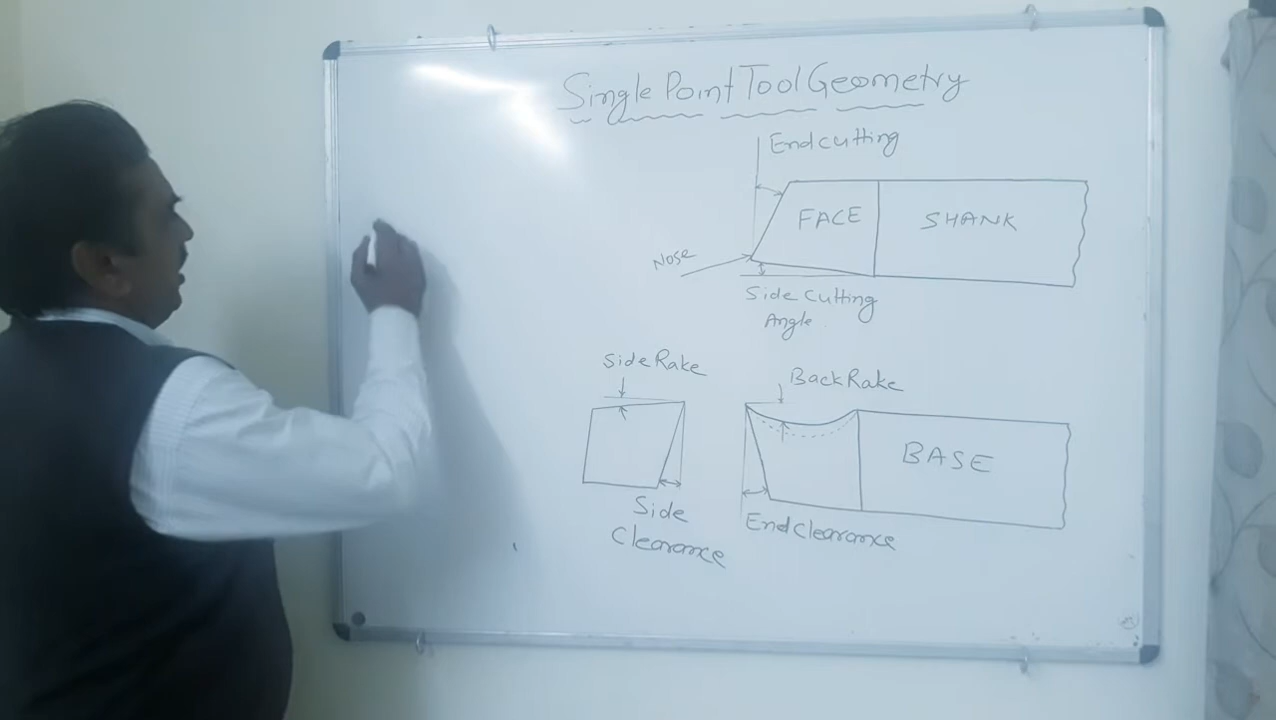 Single Point Tool Geometry
End cutting
FACE
SHANK
Nose
Side Cutting
Angle
Side Rake
Back Rake
BASE
Side
Clearance
End Clearance